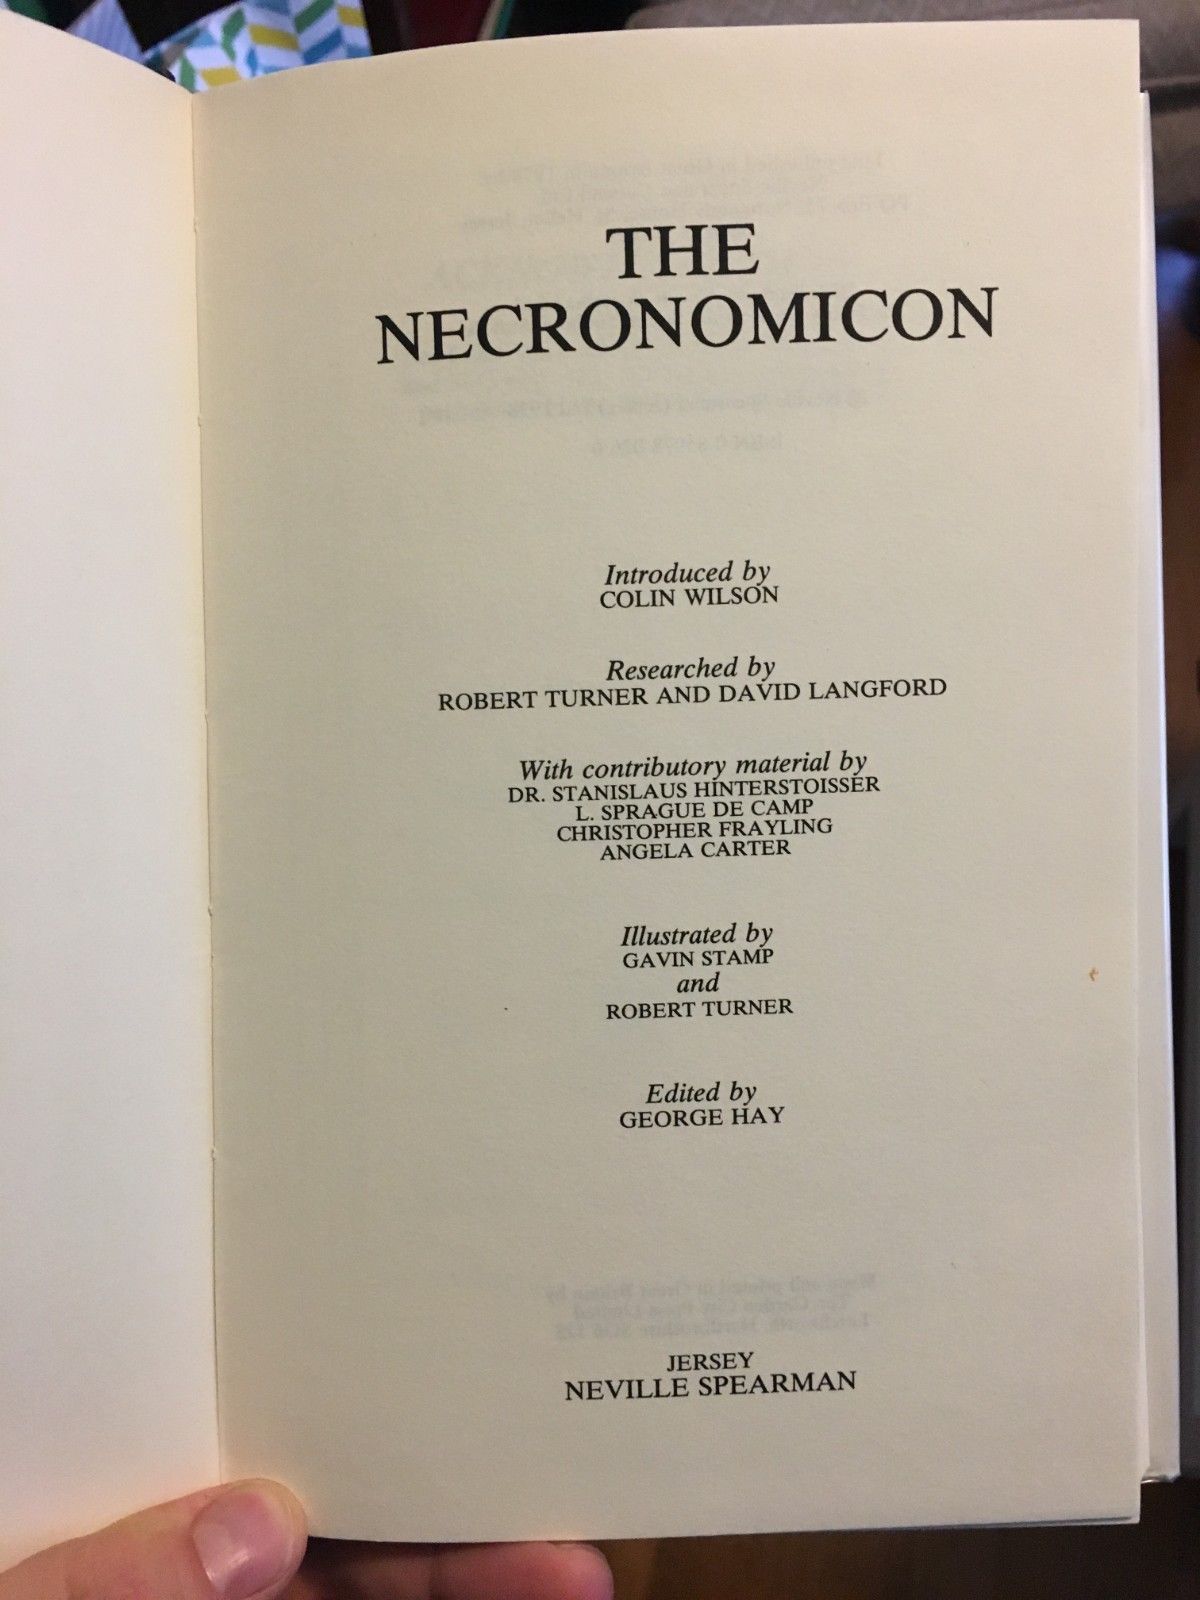 THE
NECRONOMICON
Introduced by
COLIN WILSON
Researched by
ROBERT TURNER AND DAVID LANGFORD
With contributory material by
DR. STANISLAUS HINTERSTOISSER
L. SPRAGUE DE CAMP
CHRISTOPHER FRAYLING
ANGELA CARTER
Illustrated by
GAVIN STAMP
and
ROBERT TURNER
Edited by
GEORGE HAY
JERSEY
NEVILLE SPEARMAN